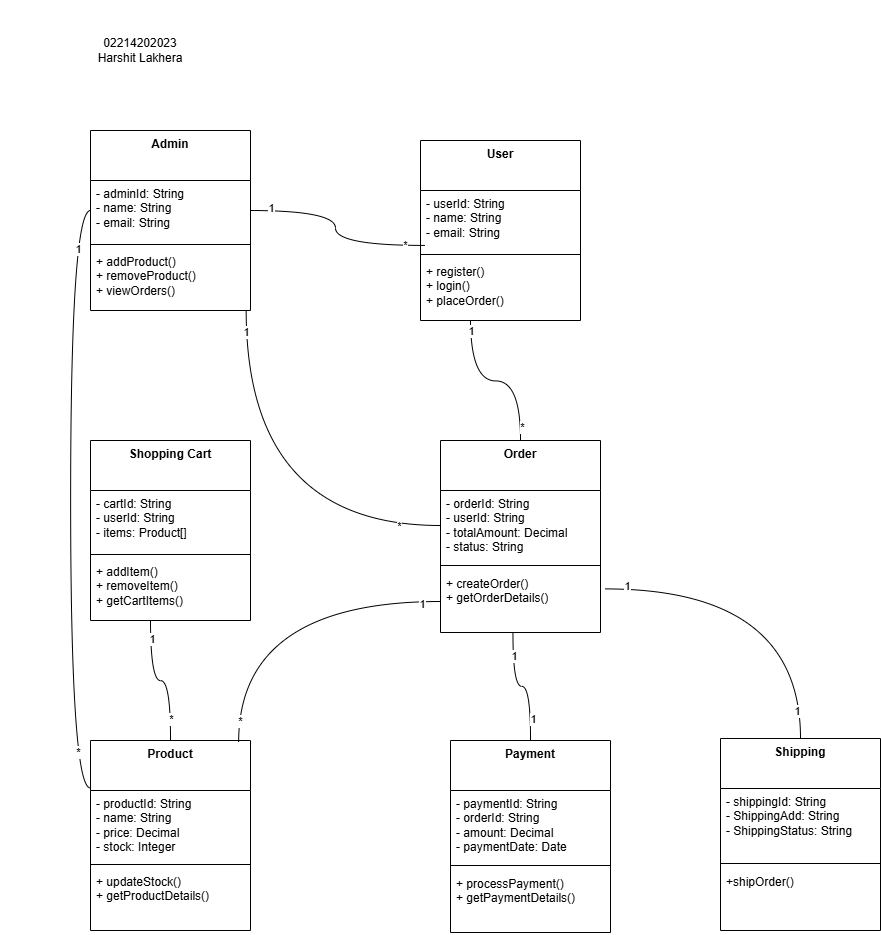 02214202023
Harshit Lakhera
Admin
- adminId: String
- name: String
- email: String
+ addProduct()
+ removeProduct()
+ viewOrders()
User
- userId: String
- name: String
- email: String
+ register()
+ login()
+ placeOrder()
1
*
1
1
1
*
Shopping Cart
- cartId: String
- userId: String
- items: Product[]
+ addItem()
+ removeItem()
+ getCartItems()
Order
- orderId: String
- userId: String
- totalAmount: Decimal
- status: String
+ createOrder()
+ getOrderDetails()
*
1
1
1
1
*
*
*
1
1
Product
- productId: String
- name: String
- price: Decimal
- stock: Integer
+ updateStock()
+ getProductDetails()
Payment
- paymentId: String
- orderId: String
- amount: Decimal
- paymentDate: Date
+ processPayment()
+ getPaymentDetails()
Shipping
- shippingId: String
- ShippingAdd: String
- ShippingStatus: String
+shipOrder()